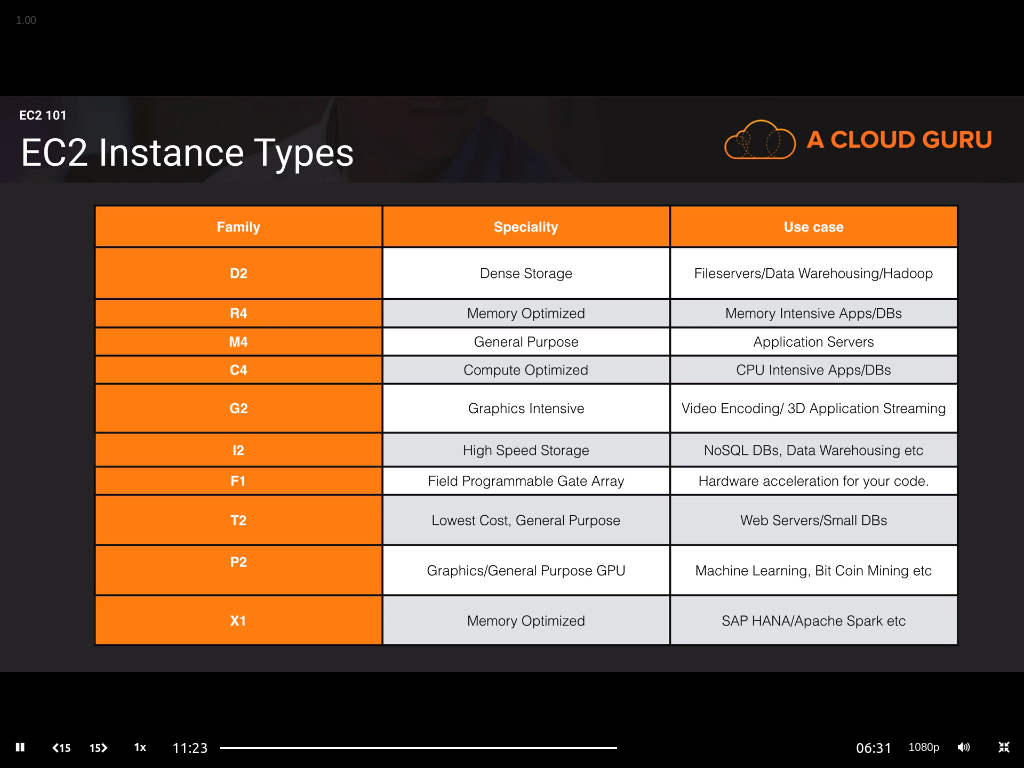 1.00
EC2 101
EC2 Instance Types
A CLOUD GURU
Family Speciality Use case
D2 Dense Storage Fileservers/Data Warehousing/Hadoop
R4 Memory Optimized Memory Intensive Apps/DBs
M4 General Purpose Application Servers
C4 Compute Optimized CPU Intensive Apps/DBs
G2 Graphics Intensive Video Encoding/ 3D Application Streaming
I2 High Speed Storage NoSQL DBs, Data Warehousing etc
F1 Field Programmable Gate Array Hardware acceleration for your code.
T2 Lowest Cost, General Purpose Web Servers/Small DBs
P2 Graphics/General Purpose GPU Machine Learning, Bit Coin Mining etc
X1 Memory Optimized SAP HANA/Apache Spark etc
15 15 1x 11:23 06:31 1080p